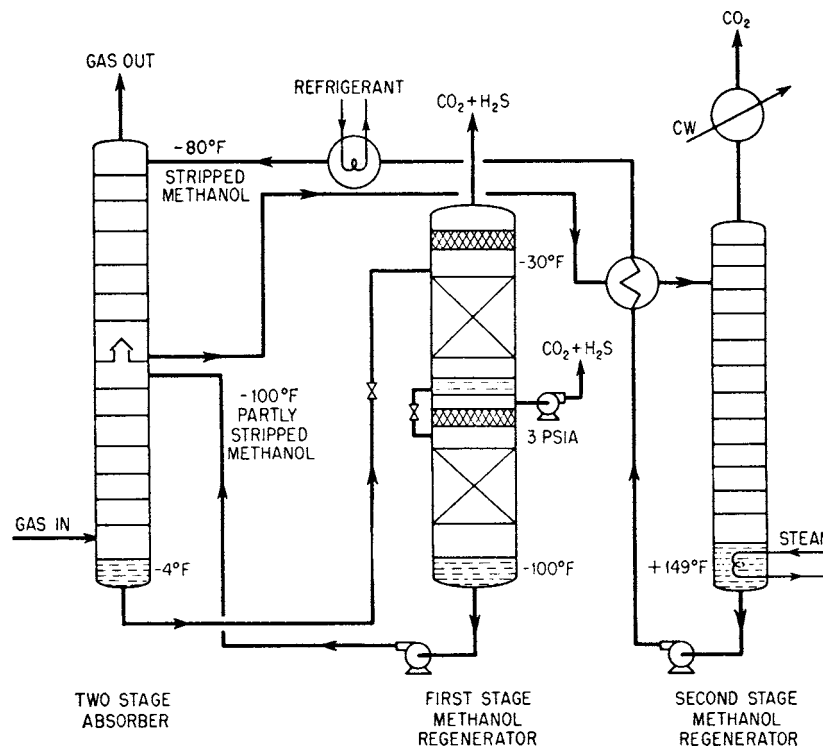 GAS OUT
-80°F
STRIPPED
METHANOL
REFRIGERANT
CO₂+H₂S
CO₂
CW
-30°F
CO₂+H₂S
3 PSIA
-100°F
PARTLY
STRIPPED
METHANOL
GAS IN
-4°F
-100°F
+149°F
STEAM
TWO STAGE
ABSORBER
FIRST STAGE
METHANOL
REGENERATOR
SECOND STAGE
METHANOL
REGENERATOR